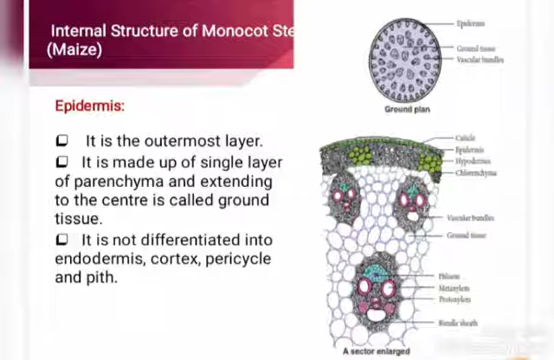 Internal Structure of Monocot Ste
(Maize)
Epidermis:
It is the outermost layer.
It is made up of single layer
of parenchyma and extending
to the centre is called ground
tissue.
It is not differentiated into
endodermis, cortex, pericycle
and pith.
Epidermis
Ground tissue
Vascular bundles
Ground plan
Cuticle
Epidermis
Hypodermis
Chlorenchyma
Vascular bundles
Ground tissue
Phloem
Metaxylem
Protoxylem
Bundle sheath
A sector enlarged